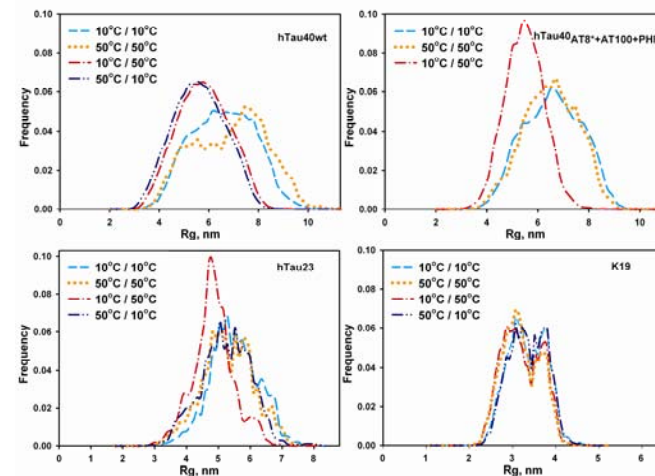 hTau40wt
10°C / 10°C
50°C / 50°C
10°C / 50°C
50°C / 10°C
Frequency
0.10
0.08
0.06
0.04
0.02
0.00
0 2 4 6 8 10
Rg, nm
hTau40AT8*+AT100+PHF
10°C / 10°C
50°C / 50°C
10°C / 50°C
Frequency
0.10
0.08
0.06
0.04
0.02
0.00
0 2 4 6 8 10
Rg, nm
hTau23
10°C / 10°C
50°C / 50°C
10°C / 50°C
50°C / 10°C
Frequency
0.10
0.08
0.06
0.04
0.02
0.00
0 1 2 3 4 5 6 7 8
Rg, nm
K19
10°C / 10°C
50°C / 50°C
10°C / 50°C
50°C / 10°C
Frequency
0.10
0.08
0.06
0.04
0.02
0.00
0 1 2 3 4 5 6
Rg, nm